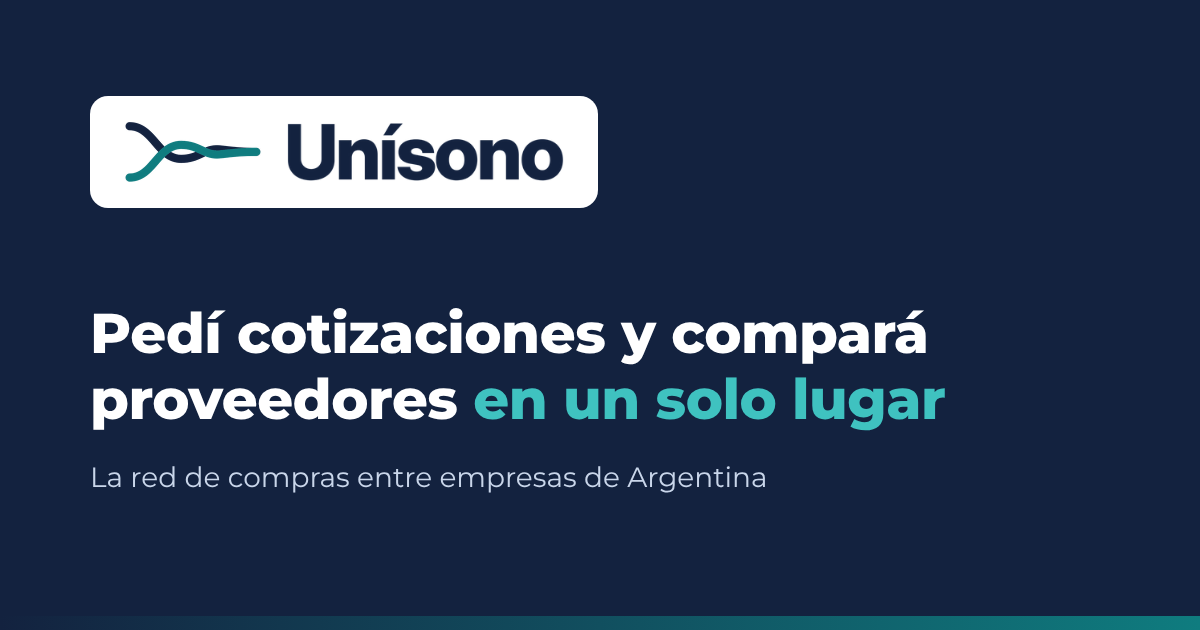 Unísono
Pedí cotizaciones y compará
proveedores en un solo lugar
La red de compras entre empresas de Argentina